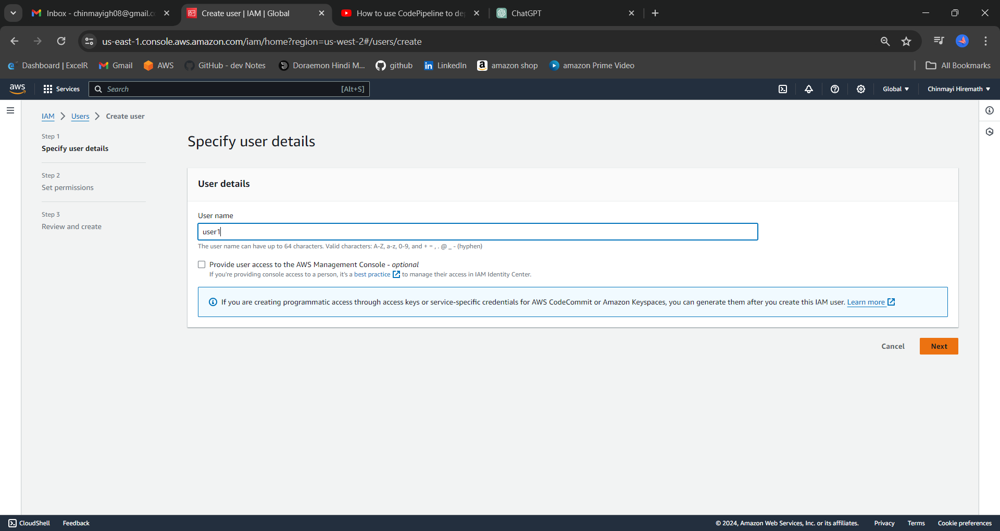 Inbox - chinmayigh08@gmail.c
Create user | IAM | Global
How to use CodePipeline to de
ChatGPT
us-east-1.console.aws.amazon.com/iam/home?region=us-west-2#/users/create
Dashboard | ExcelR
Gmail
AWS
GitHub - dev Notes
Doraemon Hindi M...
github
LinkedIn
amazon shop
amazon Prime Video
All Bookmarks
aws
Services
Search
[Alt+S]
Global
Chinmayi Hiremath
IAM
Users
Create user
Step 1
Specify user details
Step 2
Set permissions
Step 3
Review and create
Specify user details
User details
User name
user1
The user name can have up to 64 characters. Valid characters: A-Z, a-z, 0-9, and + = , . @ _ - (hyphen)
Provide user access to the AWS Management Console - optional
If you're providing console access to a person, it's a best practice to manage their access in IAM Identity Center.
If you are creating programmatic access through access keys or service-specific credentials for AWS CodeCommit or Amazon Keyspaces, you can generate them after you create this IAM user. Learn more
Cancel
Next
CloudShell
Feedback
© 2024, Amazon Web Services, Inc. or its affiliates.
Privacy
Terms
Cookie preferences